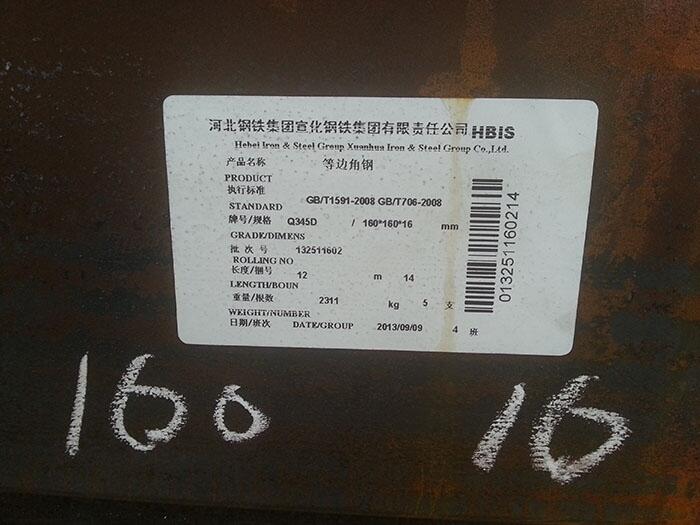 河北钢铁集团宣化钢铁集团有限责任公司 HBIS
Hebei Iron & Steel Group Xuanhua Iron & Steel Group Co.,Ltd.
产品名称 等边角钢
PRODUCT
执行标准
STANDARD GB/T1591-2008 GB/T706-2008
牌号/规格 Q345D / 160*160*16 mm
GRADE/DIMENS
批 次 号 132511602
ROLLING NO
长度/捆号 12 m 14
LENGTH/BOUN
重量/根数 2311 kg 5 支
WEIGHT/NUMBER
日期/班次 DATE/GROUP 2013/09/09 4 班
013251160214
160 16